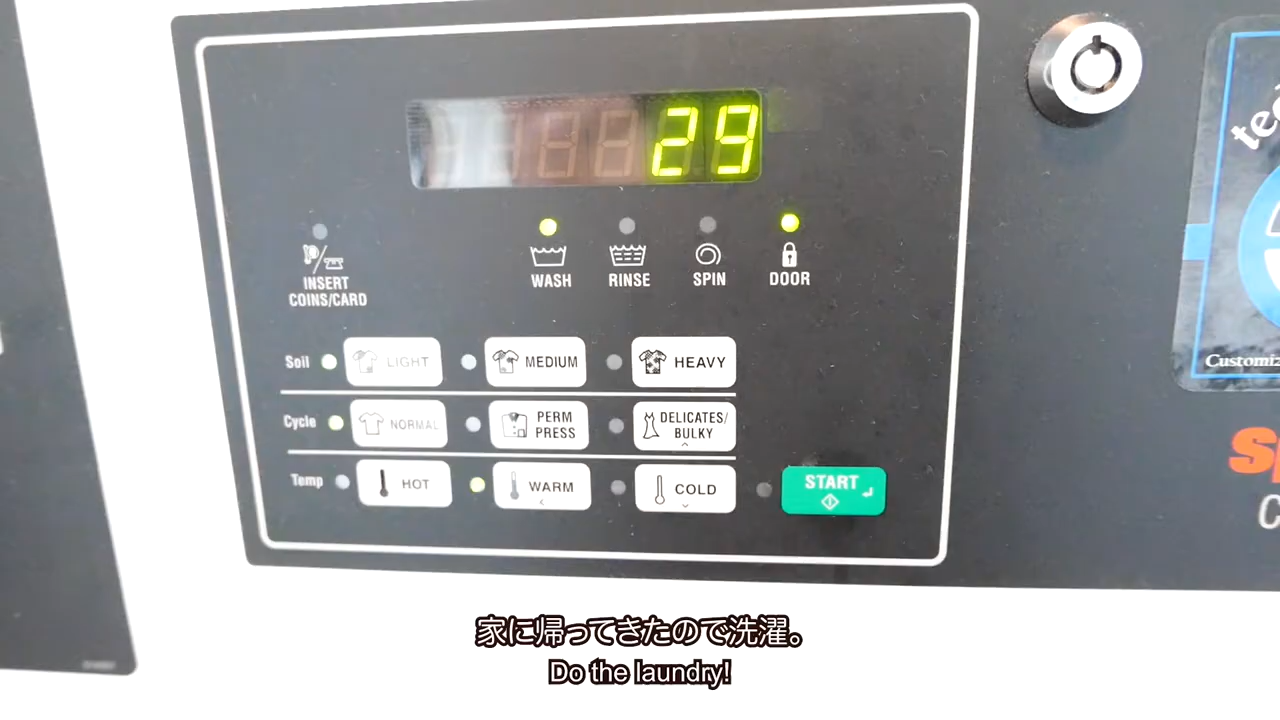 29
INSERT
COINS/CARD
WASH
RINSE
SPIN
DOOR
Soil
LIGHT
MEDIUM
HEAVY
Cycle
NORMAL
PERM
PRESS
DELICATES/
BULKY
Temp
HOT
WARM
COLD
START
家に帰ってきたので洗濯。
Do the laundry!